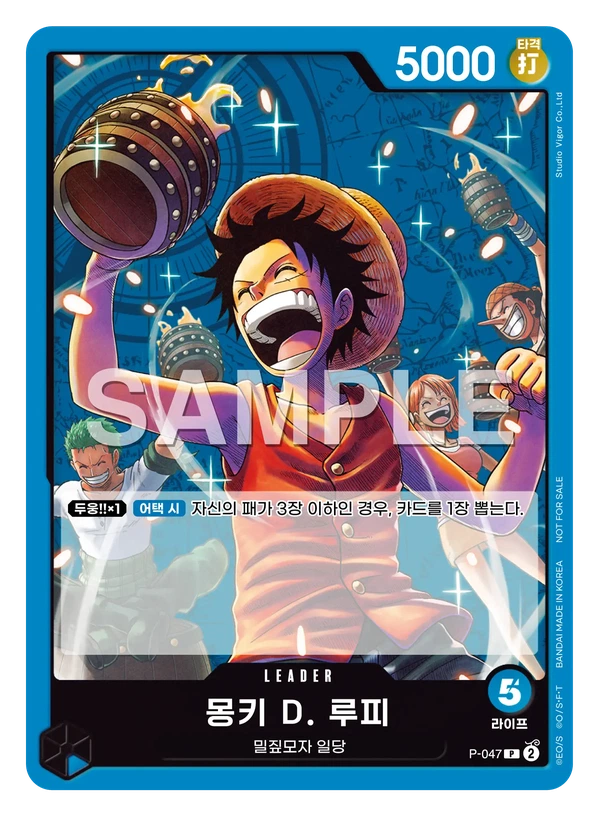 5000
타격
打
Studio Vigor Co.,Ltd
SAMPLE
두웅!!×1 어택 시 자신의 패가 3장 이하인 경우, 카드를 1장 뽑는다.
LEADER
5
라이프
몽키 D. 루피
밀짚모자 일당
P-047 P 2
©EO/S ©O/S·F·T BANDAI MADE IN KOREA NOT FOR SALE